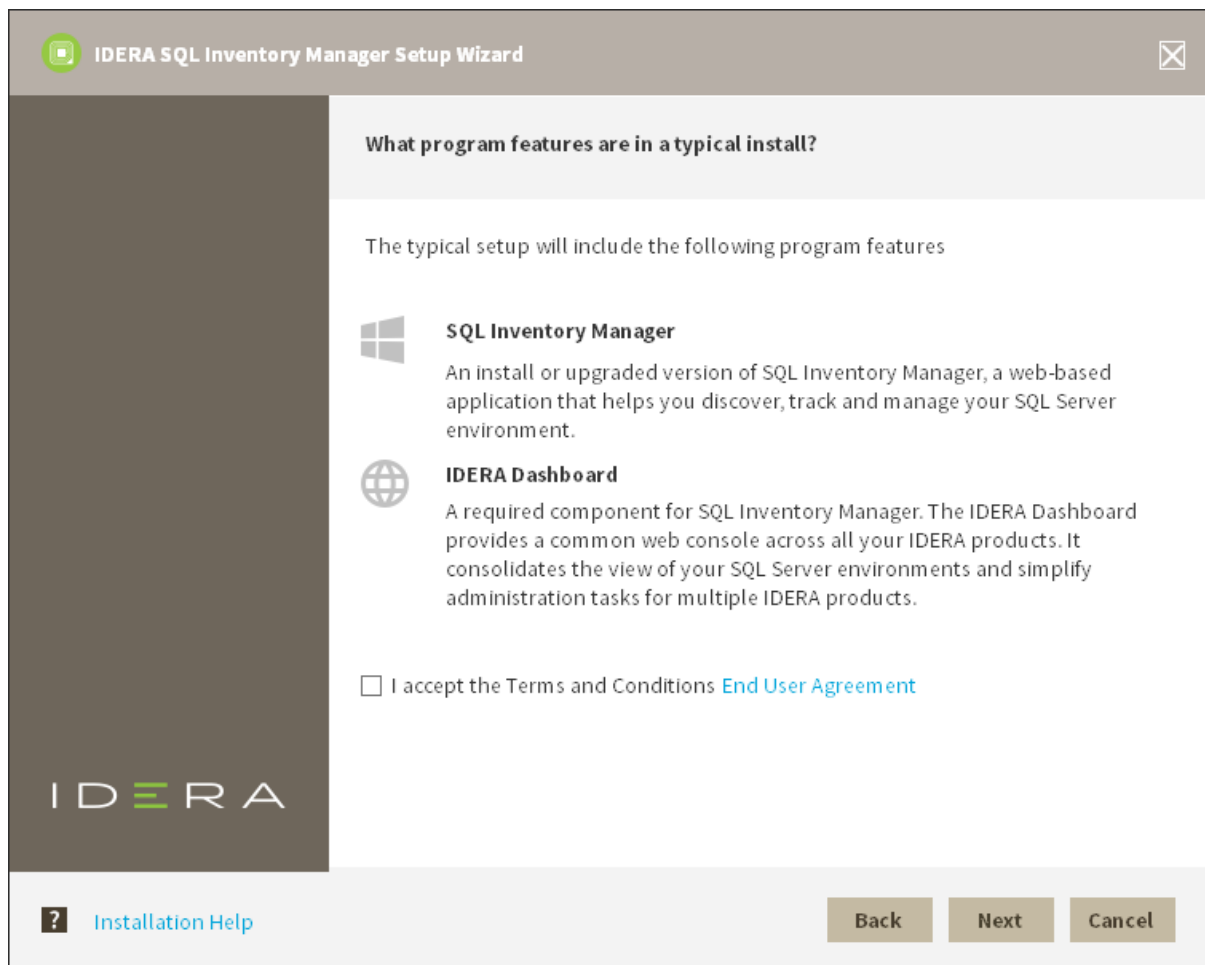 IDERA SQL Inventory Manager Setup Wizard
What program features are in a typical install?
The typical setup will include the following program features
SQL Inventory Manager
An install or upgraded version of SQL Inventory Manager, a web-based
application that helps you discover, track and manage your SQL Server
environment.
IDERA Dashboard
A required component for SQL Inventory Manager. The IDERA Dashboard
provides a common web console across all your IDERA products. It
consolidates the view of your SQL Server environments and simplify
administration tasks for multiple IDERA products.
I accept the Terms and Conditions End User Agreement
IDERA
? Installation Help
Back Next Cancel